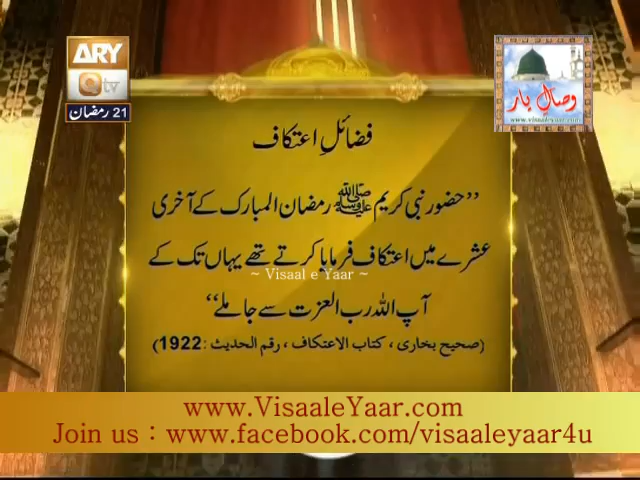 ARY
Qtv
21 رمضان
وصالِ یار
www.visaaleyaar.com
فضائلِ اعتکاف
”حضور نبی کریم ﷺ رمضان المبارک کے آخری
عشرے میں اعتکاف فرمایا کرتے تھے یہاں تک کے
~ Visaal e Yaar ~
آپ اللہ رب العزت سے جا ملے“
(صحیح بخاری ، کتاب الاعتکاف ، رقم الحدیث : 1922)
www.VisaaleYaar.com
Join us : www.facebook.com/visaaleyaar4u